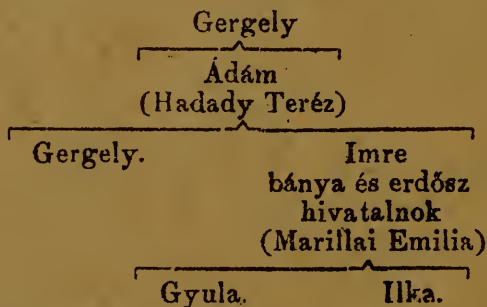 Gergely
Ádám
(Hadady Teréz)
Gergely. Imre
bánya és erdősz
hivatalnok
(Marillai Emilia)
Gyula. Ilka.